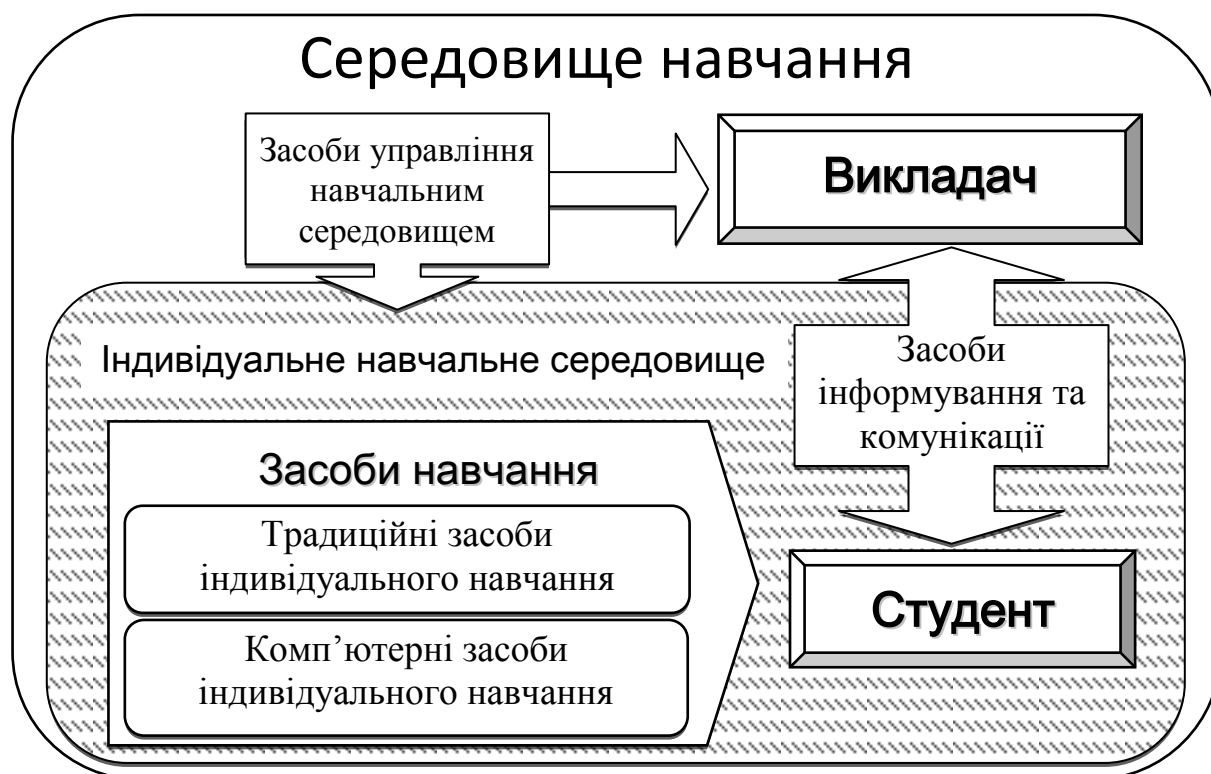 Середовище навчання
Засоби управління
навчальним
середовищем
Викладач
Індивідуальне навчальне середовище
Засоби
інформування та
комунікації
Засоби навчання
Традиційні засоби
індивідуального навчання
Комп’ютерні засоби
індивідуального навчання
Студент